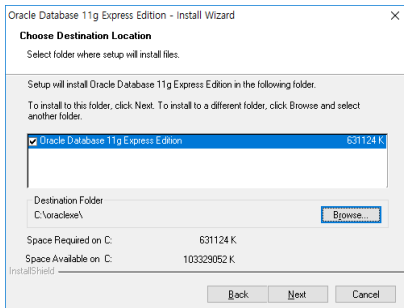 Oracle Database 11g Express Edition - Install Wizard
Choose Destination Location
Select folder where setup will install files.
Setup will install Oracle Database 11g Express Edition in the following folder.
To install to this folder, click Next. To install to a different folder, click Browse and select
another folder.
Oracle Database 11g Express Edition 631124 K
Destination Folder
C:\oraclexe\
Browse...
Space Required on C: 631124 K
Space Available on C: 103329052 K
InstallShield
Back Next Cancel